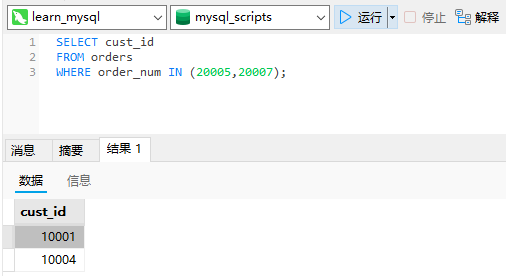 learn_mysql mysql_scripts 运行 停止 解释
1 SELECT cust_id
2 FROM orders
3 WHERE order_num IN (20005,20007);
消息 摘要 结果 1
数据 信息
cust_id
10001
10004